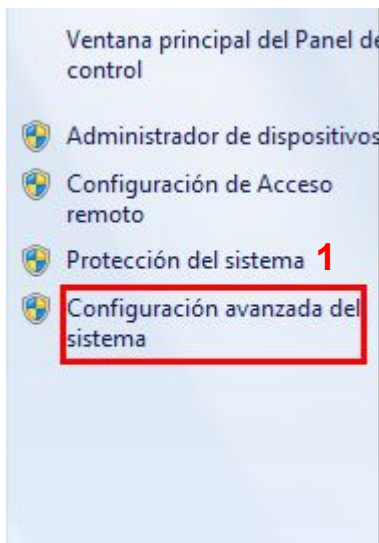 Ventana principal del Panel de
control
Administrador de dispositivos
Configuración de Acceso
remoto
Protección del sistema 1
Configuración avanzada del
sistema